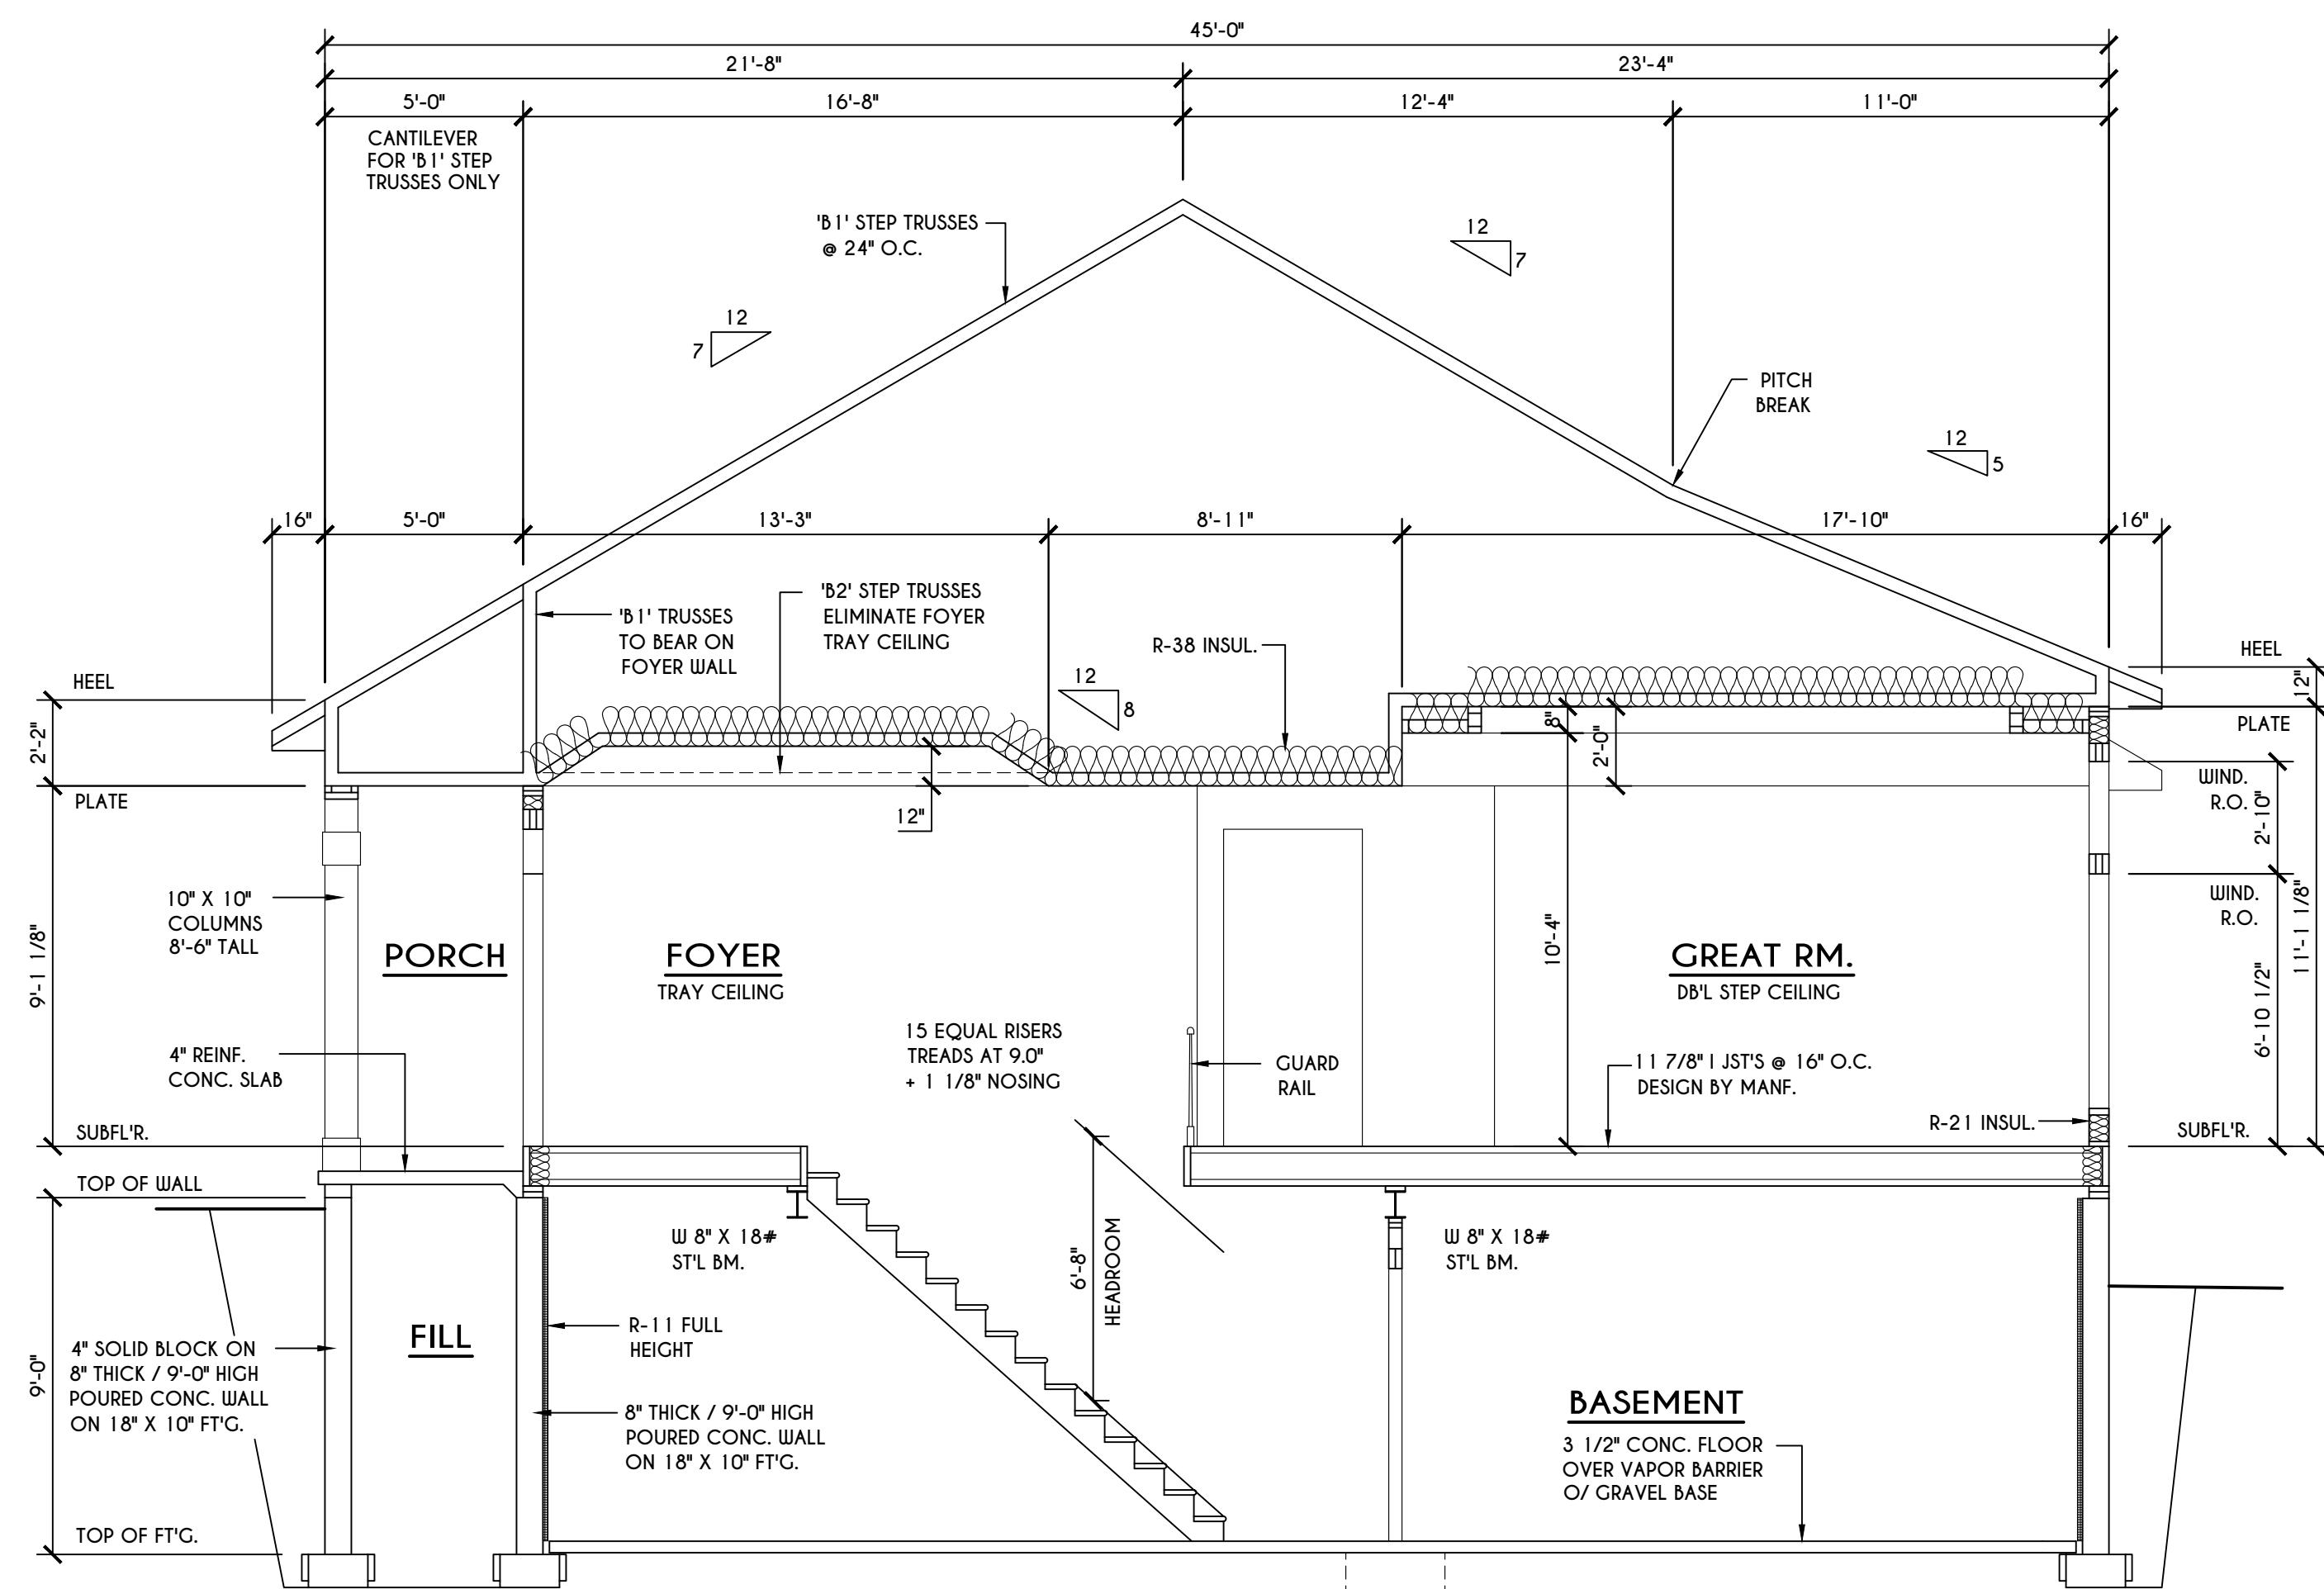 45'-0"
21'-8"
23'-4"
5'-0"
16'-8"
12'-4"
11'-0"
CANTILEVER
FOR 'B1' STEP
TRUSSES ONLY
'B1' STEP TRUSSES
@ 24" O.C.
12
7
12
7
PITCH
BREAK
12
5
16"
5'-0"
13'-3"
8'-11"
17'-10"
16"
'B1' TRUSSES
TO BEAR ON
FOYER WALL
'B2' STEP TRUSSES
ELIMINATE FOYER
TRAY CEILING
R-38 INSUL.
12
8
HEEL
2'-2"
PLATE
HEEL
12"
PLATE
8"
2'-0"
12"
WIND.
R.O.
2'-10"
WIND.
R.O.
11'-1 1/8"
6'-10 1/2"
10" X 10"
COLUMNS
8'-6" TALL
9'-1 1/8"
PORCH
FOYER
TRAY CEILING
10'-4"
GREAT RM.
DB'L STEP CEILING
4" REINF.
CONC. SLAB
15 EQUAL RISERS
TREADS AT 9.0"
+ 1 1/8" NOSING
GUARD
RAIL
11 7/8" I JST'S @ 16" O.C.
DESIGN BY MANF.
R-21 INSUL.
SUBFL'R.
SUBFL'R.
TOP OF WALL
W 8" X 18#
ST'L BM.
6'-8"
HEADROOM
W 8" X 18#
ST'L BM.
FILL
R-11 FULL
HEIGHT
4" SOLID BLOCK ON
8" THICK / 9'-0" HIGH
POURED CONC. WALL
ON 18" X 10" FT'G.
9'-0"
8" THICK / 9'-0" HIGH
POURED CONC. WALL
ON 18" X 10" FT'G.
BASEMENT
3 1/2" CONC. FLOOR
OVER VAPOR BARRIER
O/ GRAVEL BASE
TOP OF FT'G.